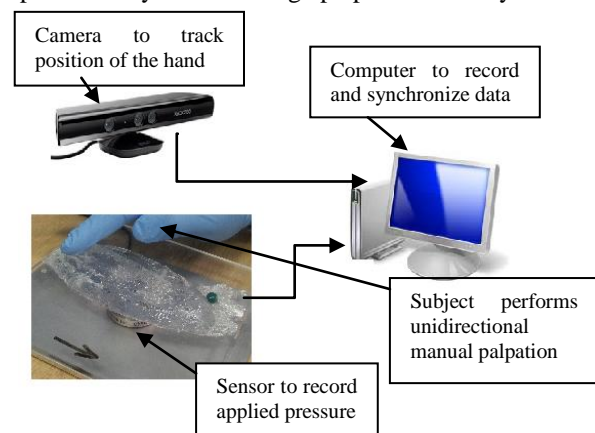 Camera to track
position of the hand
Computer to record
and synchronize data
XBOX360
Subject performs
unidirectional
manual palpation
Sensor to record
applied pressure